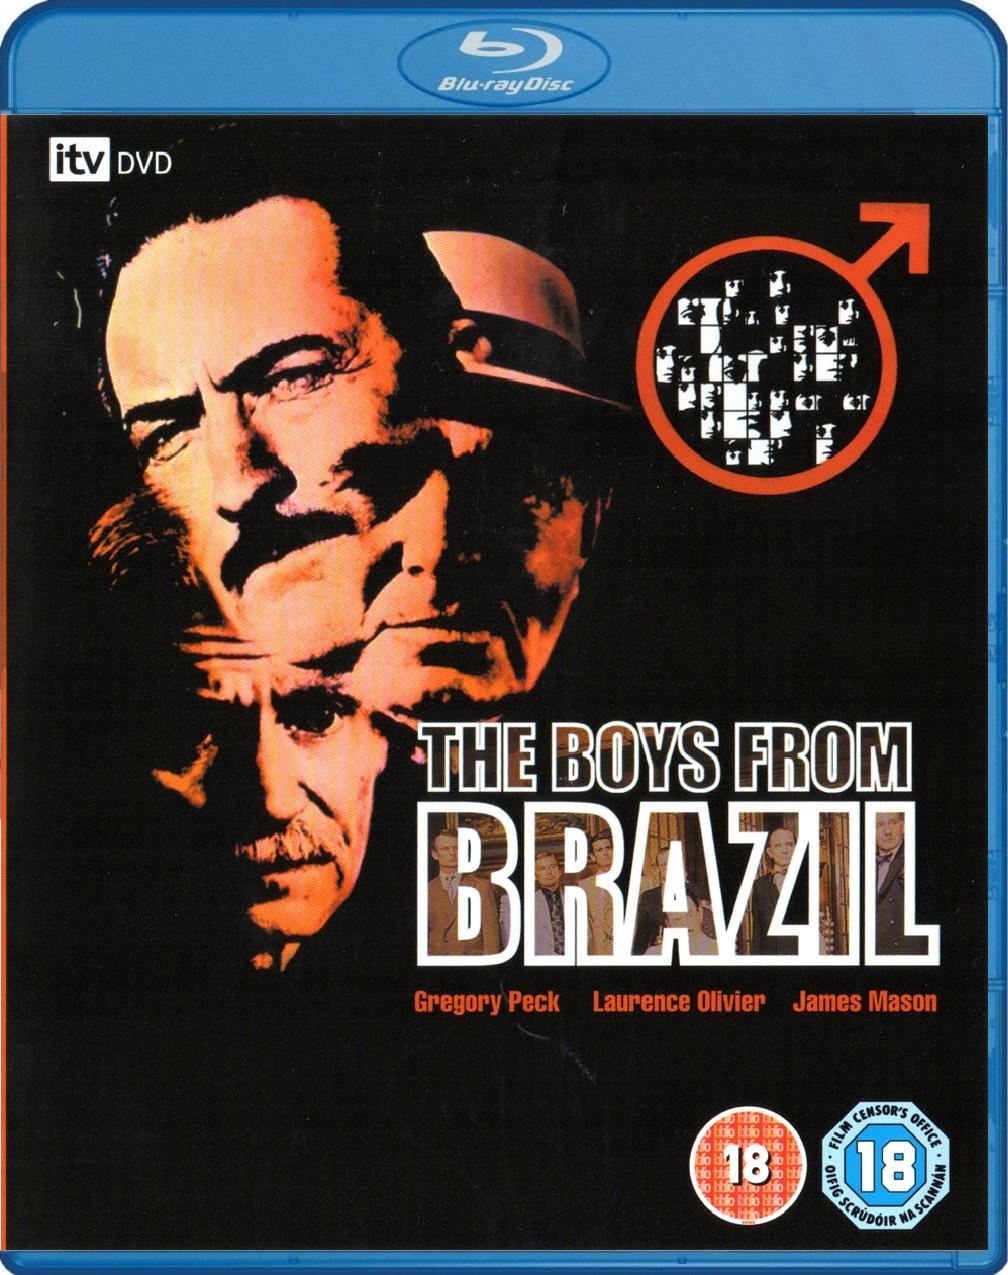 Blu-ray Disc
itv DVD
THE BOYS FROM
BRAZIL
Gregory Peck Laurence Olivier James Mason
18
FILM CENSOR'S OFFICE
18
OIFIG SCRÚDÓIR NA SCANNÁN